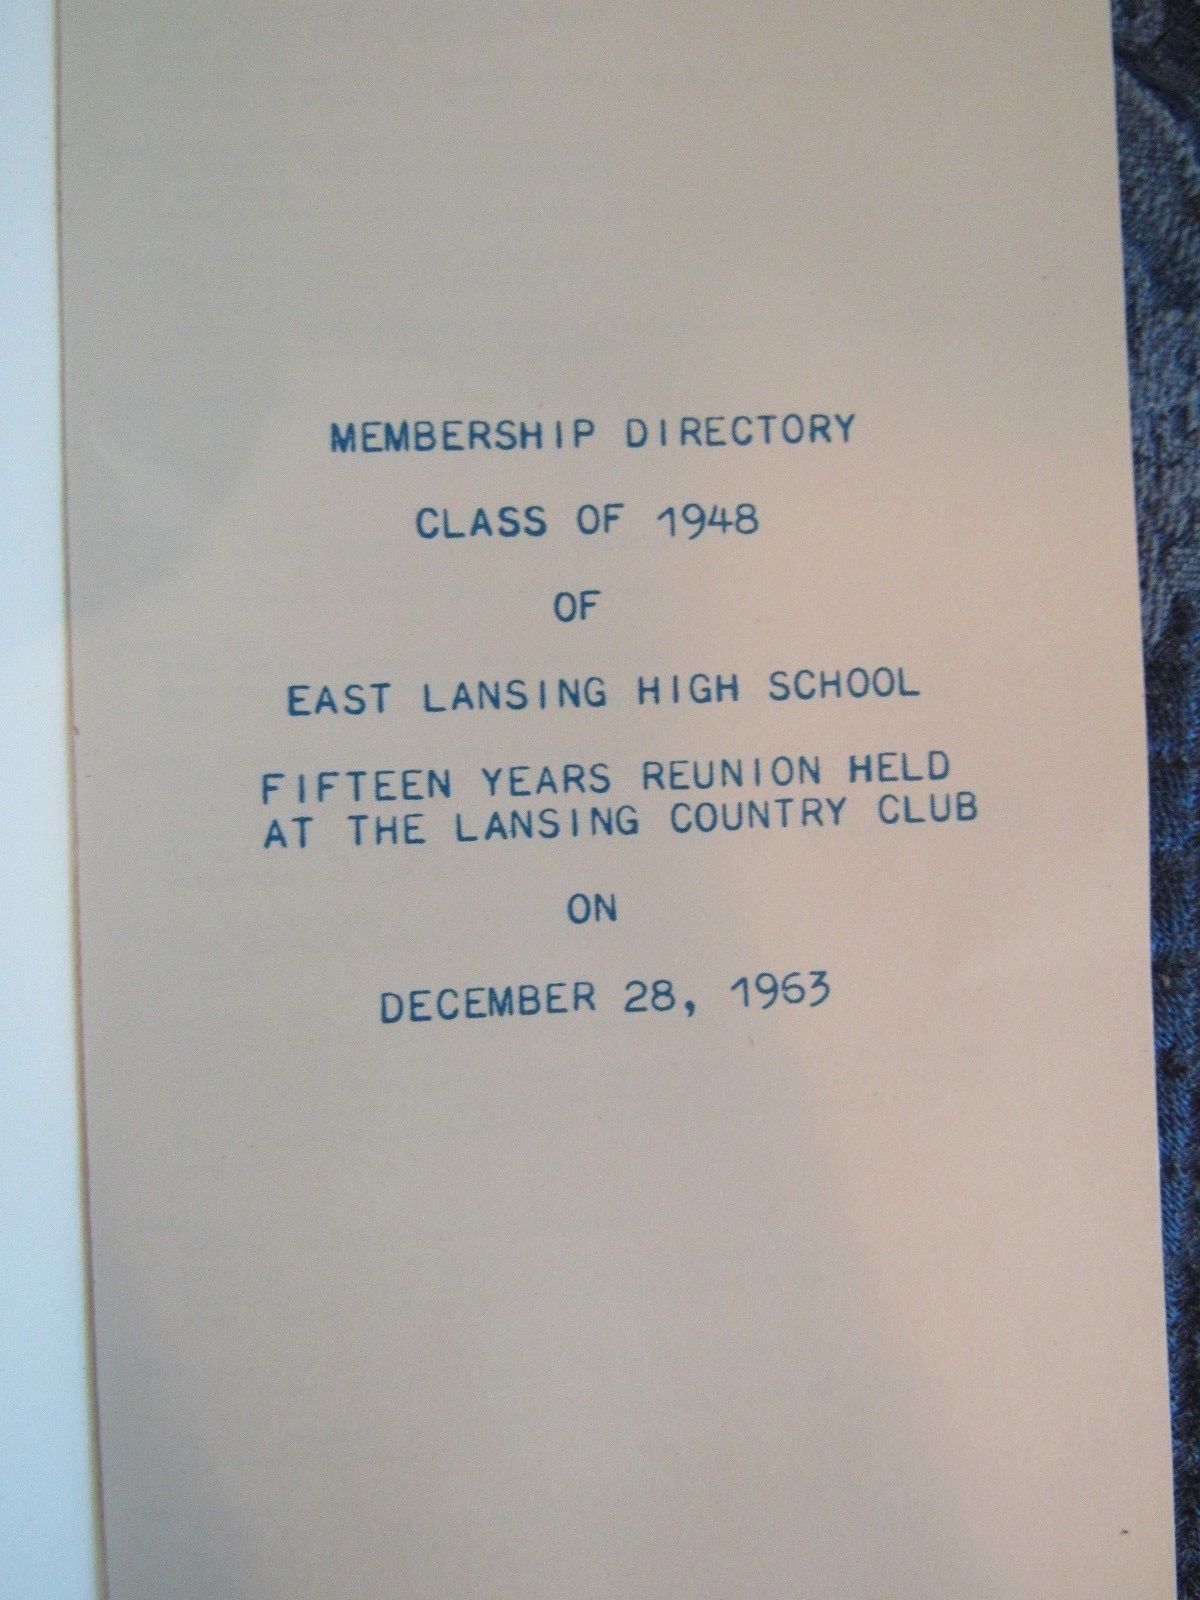 MEMBERSHIP DIRECTORY
CLASS OF 1948
OF
EAST LANSING HIGH SCHOOL
FIFTEEN YEARS REUNION HELD
AT THE LANSING COUNTRY CLUB
ON
DECEMBER 28, 1963